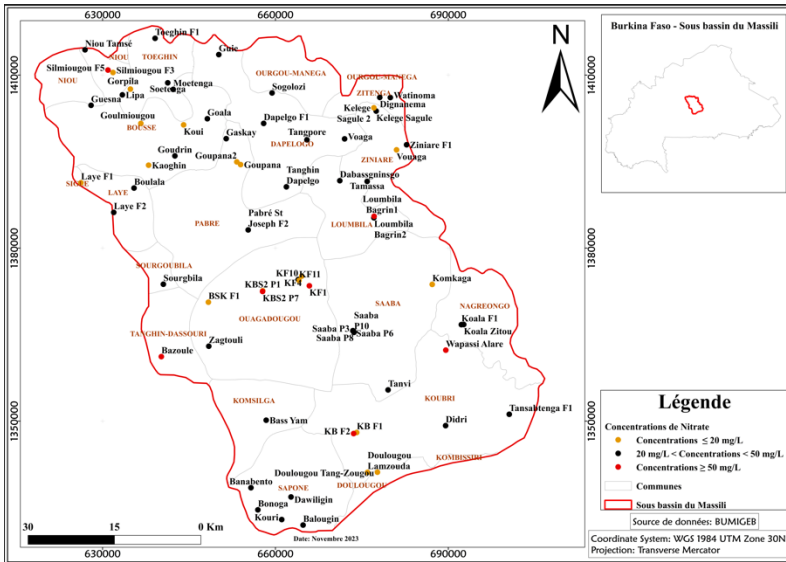 630000 660000 690000
Burkina Faso - Sous bassin du Massili
N
1410000 1410000
1380000 1380000
1350000 1350000
Toeghin F1
Niou Tamsé
NIOU
TOEGHIN
Guie
Silmiougou F5
Silmiougou F3
OURGOU-MANEGA
OURGOU-MANEGA
NIOU
Gorpila
Moetenga
Lipa
Soetenga
Sogolozi
ZITENGA
Watinoma
Guesna
Kelege
Dignanema
Sagule 2
Kelege Sagule
Goulmiougou
BOUSSE
Koui
Goala
Dapelgo F1
Gaskay
DAPELOGO
Tangpore
Voaga
Ziniare F1
Goudrin
Goupana2
Goupana
ZINIARE
Vouaga
Kaoghin
Laye F1
SIGLE
LAYE
Boulala
Tanghin
Dapelgo
Dabassgninsgo
Tamassa
Laye F2
PABRE
Pabré St
Joseph F2
LOUMBILA
Loumbila
Bagrin1
Loumbila
Bagrin2
SOURGOUBILA
Sourgbila
KF10
KF11
KF4
KBS2 P1
KBS2 P7
KF1
BSK F1
Komkaga
SAABA
NAGREONGO
OUAGADOUGOU
Saaba
P10
Saaba P3
Saaba P6
Saaba P8
Koala F1
Koala Zitou
TANGHIN-DASSOURI
Zagtouli
Bazoule
Wapassi Alare
KOMSILGA
Tanvi
KOUBRI
Bass Yam
KB F1
KB F2
Didri
Tansabtenga F1
Doulougou
Lamzouda
Doulougou Tang-Zougou
KOMBISSIRI
DOULOUGOU
Banabento
SAPONE
Dawiligin
Bonoga
Kouri
Balougin
30 15 0 Km
Date: Novembre 2023
630000 660000 690000
Légende
Concentrations de Nitrate
Concentrations ≤ 20 mg/L
20 mg/L < Concentrations < 50 mg/L
Concentrations ≥ 50 mg/L
Communes
Sous bassin du Massili
Source de données: BUMIGEB
Coordinate System: WGS 1984 UTM Zone 30N
Projection: Transverse Mercator